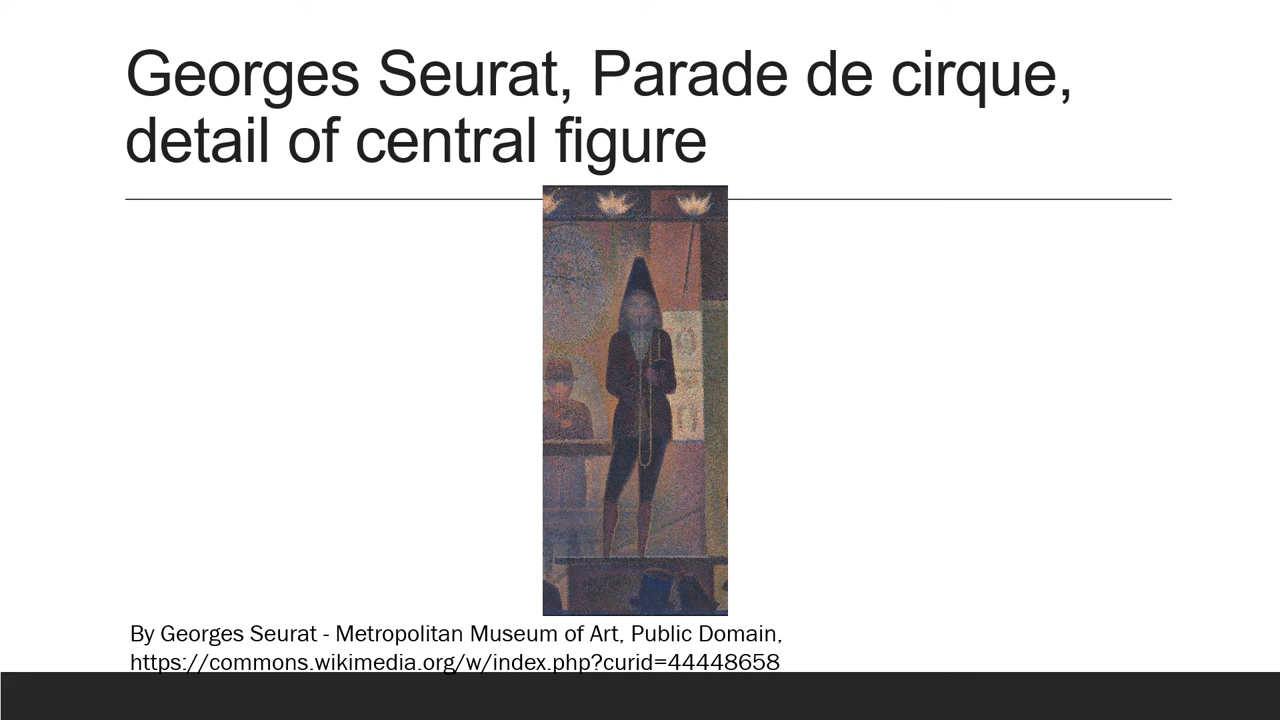 Georges Seurat, Parade de cirque,
detail of central figure
By Georges Seurat - Metropolitan Museum of Art, Public Domain,
https://commons.wikimedia.org/w/index.php?curid=44448658